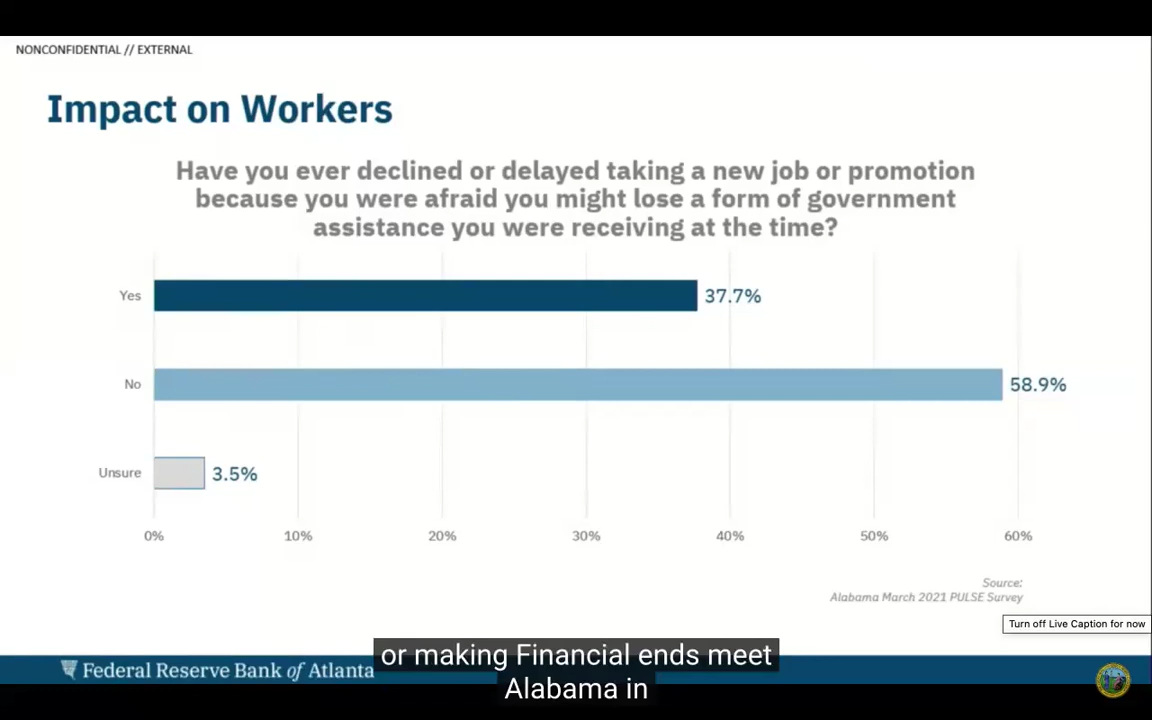 NONCONFIDENTIAL // EXTERNAL
Impact on Workers
Have you ever declined or delayed taking a new job or promotion
because you were afraid you might lose a form of government
assistance you were receiving at the time?
Yes
37.7%
No
58.9%
Unsure
3.5%
0% 10% 20% 30% 40% 50% 60%
Source:
Alabama March 2021 PULSE Survey
Turn off Live Caption for now
or making Financial ends meet
Federal Reserve Bank of Atlanta
Alabama in